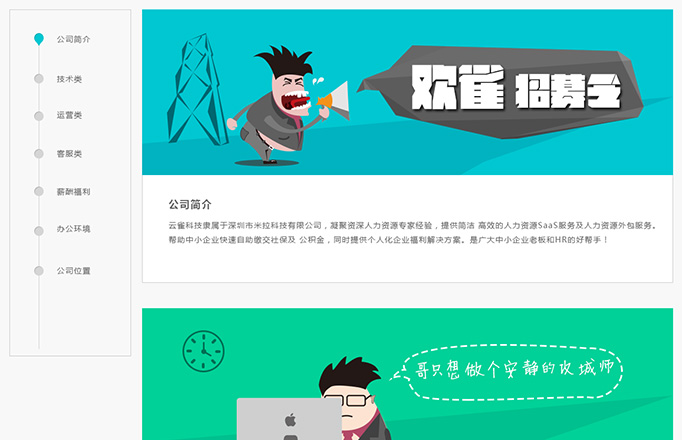 公司简介
技术类
运营类
客服类
薪酬福利
办公环境
公司位置
欢雀 招募令
公司简介
云雀科技隶属于深圳市米拉科技有限公司，凝聚资深人力资源专家经验，提供简洁 高效的人力资源SaaS服务及人力资源外包服务。
帮助中小企业快速自助缴交社保及 公积金，同时提供个人化企业福利解决方案。是广大中小企业老板和HR的好帮手！
哥只想做个安静的攻城师